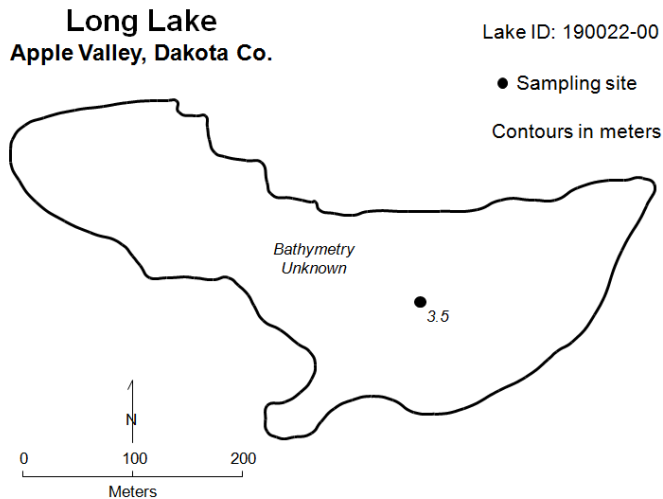 Long Lake
Apple Valley, Dakota Co.
Lake ID: 190022-00
Sampling site
Contours in meters
Bathymetry
Unknown
3.5
N
0 100 200
Meters